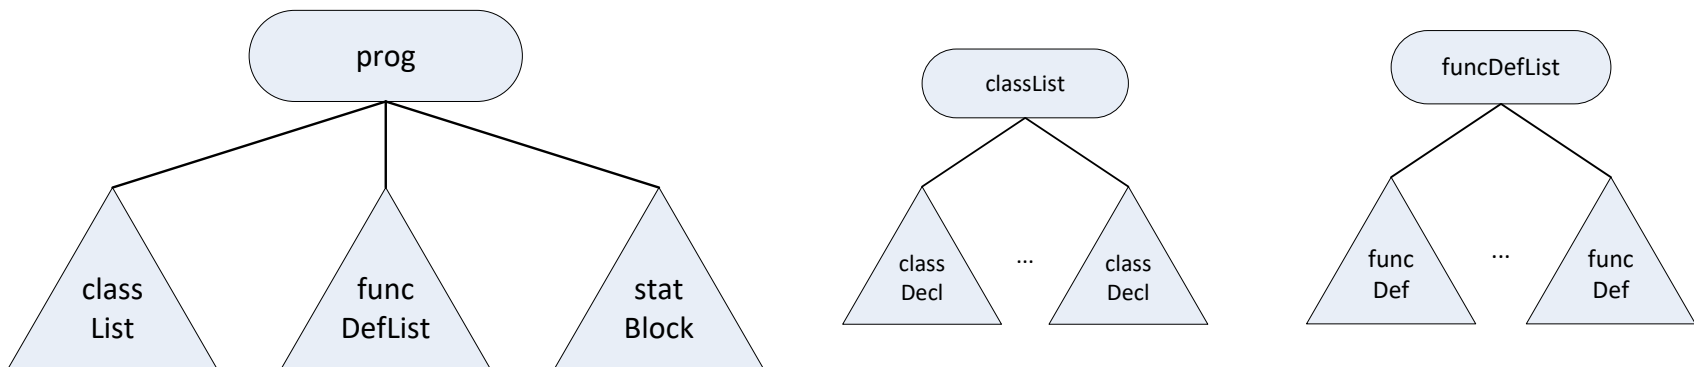 prog
class
List
func
DefList
stat
Block
classList
class
Decl
...
class
Decl
funcDefList
func
Def
...
func
Def